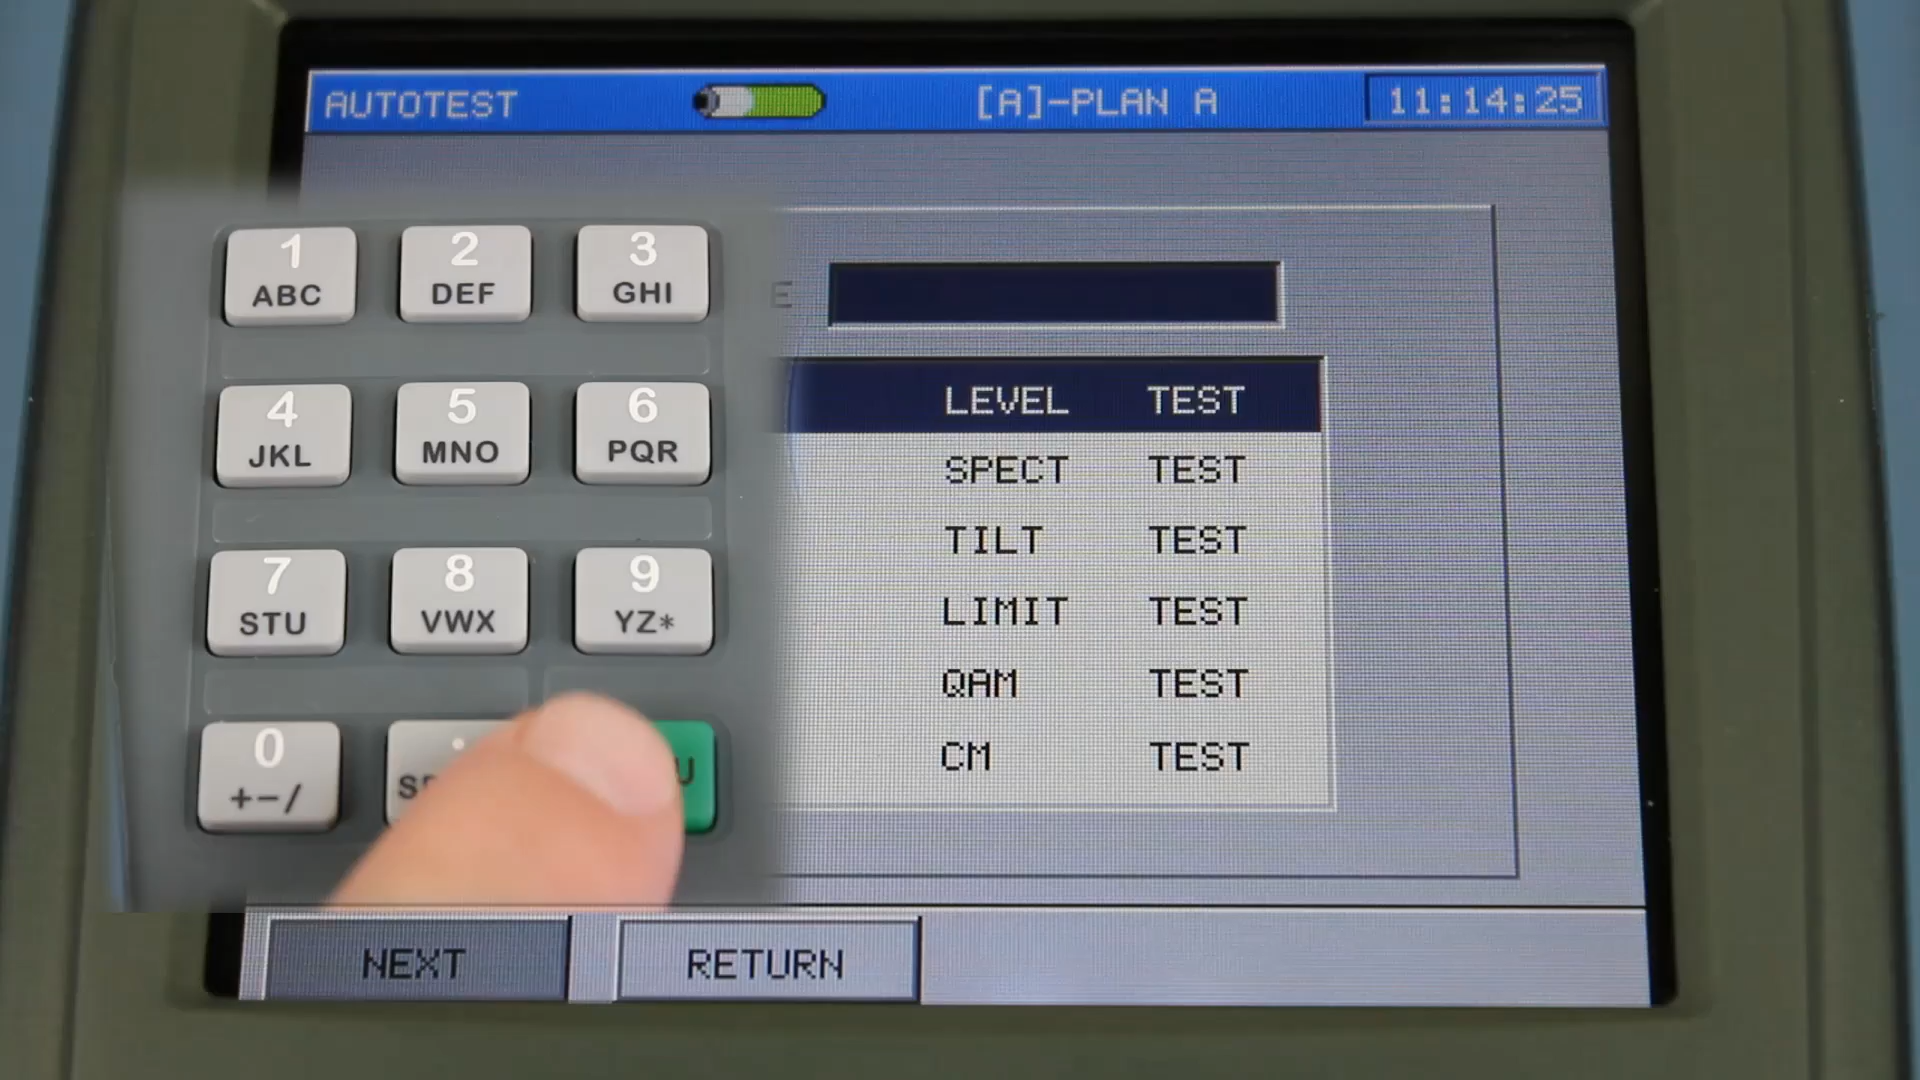 AUTOTEST [A]-PLAN A 11:14:25
1 2 3
ABC DEF GHI
4 5 6
JKL MNO PQR
7 8 9
STU VWX YZ*
0
+-/
LEVEL TEST
SPECT TEST
TILT TEST
LIMIT TEST
QAM TEST
CM TEST
NEXT RETURN